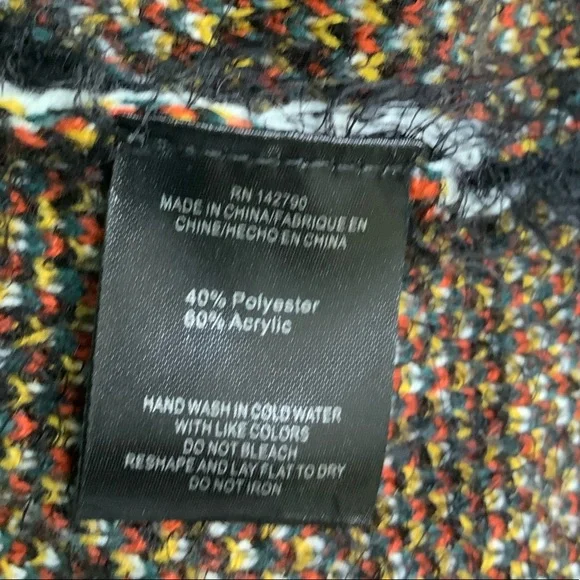 RN 142790
MADE IN CHINA/FABRIQUE EN
CHINE/HECHO EN CHINA
40% Polyester
60% Acrylic
HAND WASH IN COLD WATER
WITH LIKE COLORS
DO NOT BLEACH
RESHAPE AND LAY FLAT TO DRY
DO NOT IRON